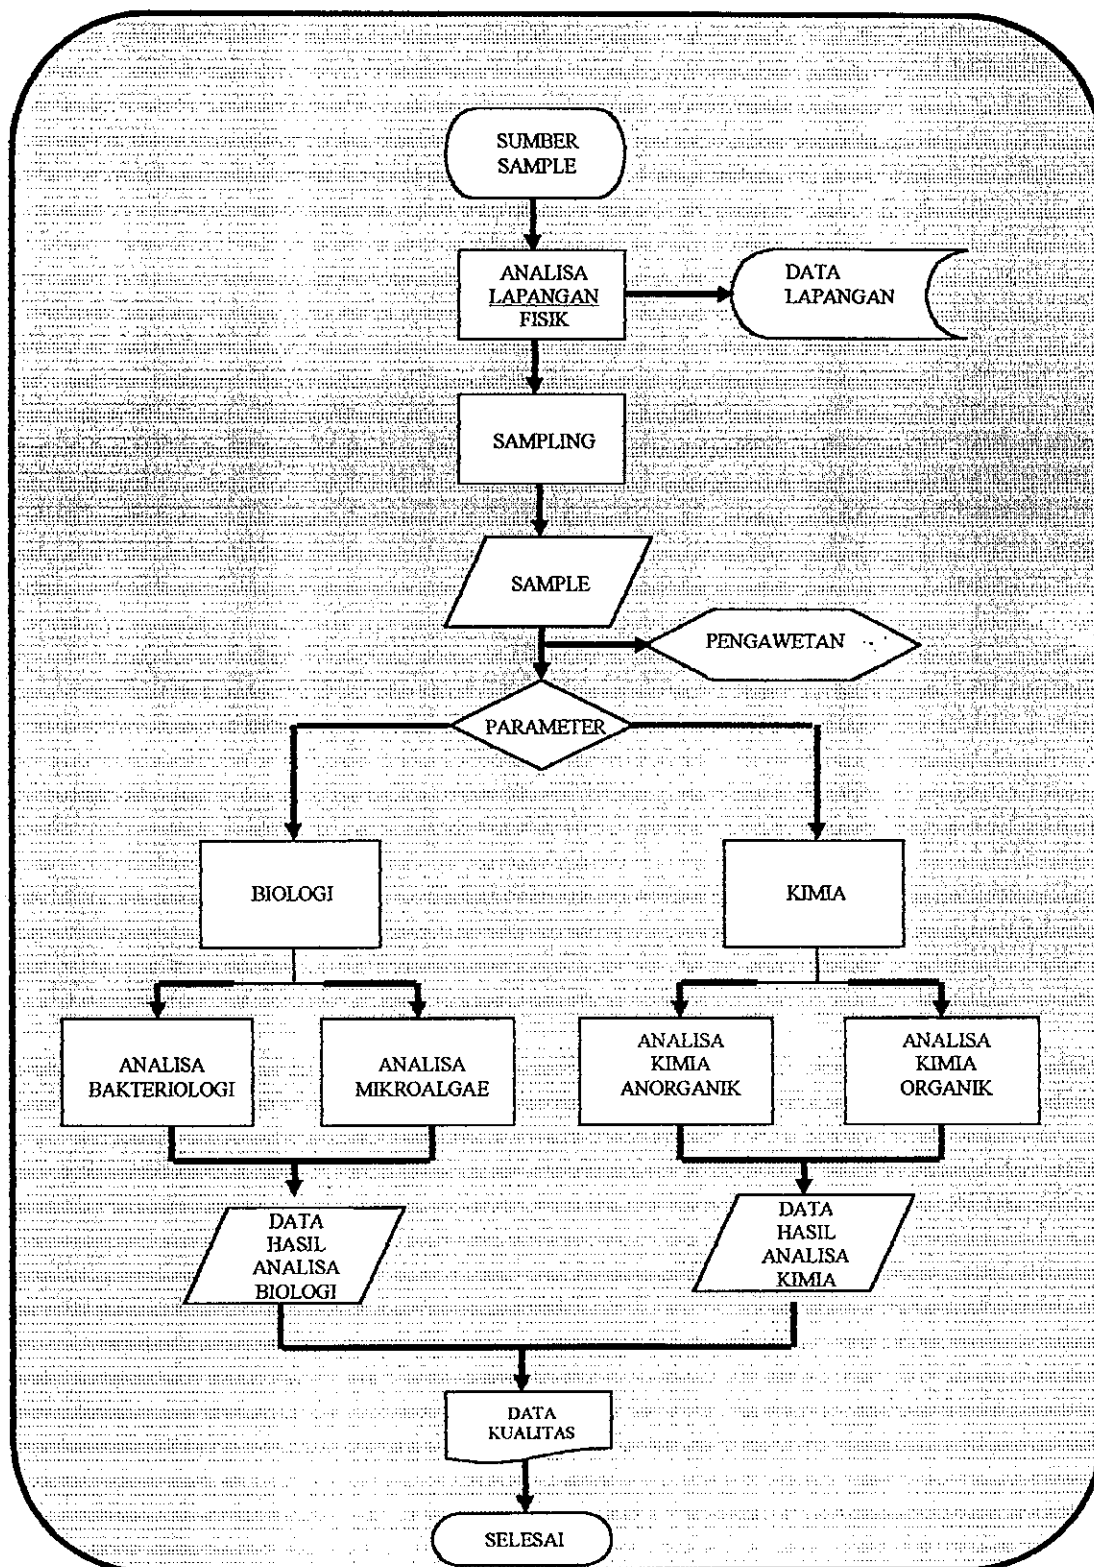 SUMBER
SAMPLE
ANALISA
LAPANGAN
FISIK
DATA
LAPANGAN
SAMPLING
SAMPLE
PENGAWETAN
PARAMETER
BIOLOGI
KIMIA
ANALISA
BAKTERIOLOGI
ANALISA
MIKROALGAE
ANALISA
KIMIA
ANORGANIK
ANALISA
KIMIA
ORGANIK
DATA
HASIL
ANALISA
BIOLOGI
DATA
HASIL
ANALISA
KIMIA
DATA
KUALITAS
SELESAI